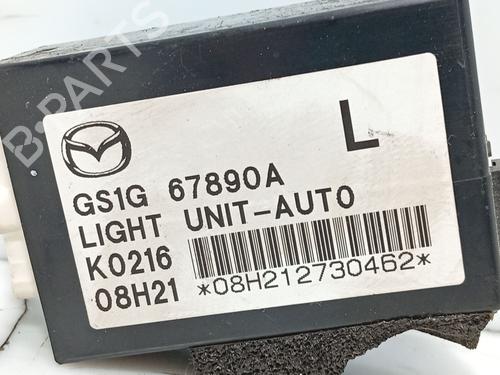 B-PARTS
L
GS1G 67890A
LIGHT UNIT-AUTO
K0216
08H21
*08H212730462*